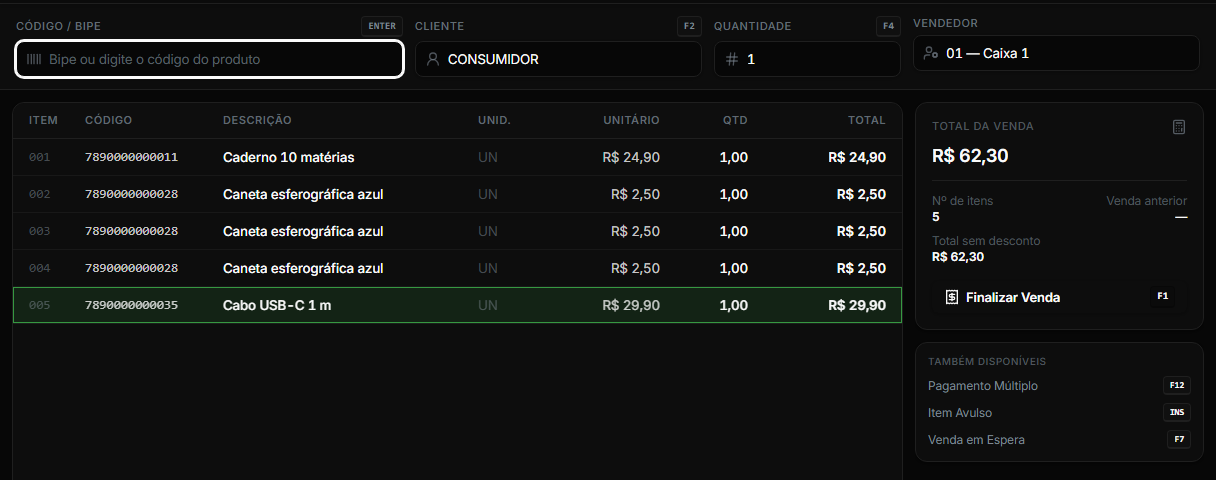 CÓDIGO / BIPE ENTER CLIENTE F2 QUANTIDADE F4 VENDEDOR
Bipe ou digite o código do produto CONSUMIDOR 1 01 — Caixa 1
ITEM CÓDIGO DESCRIÇÃO UNID. UNITÁRIO QTD TOTAL
001 7890000000011 Caderno 10 matérias UN R$ 24,90 1,00 R$ 24,90
002 7890000000028 Caneta esferográfica azul UN R$ 2,50 1,00 R$ 2,50
003 7890000000028 Caneta esferográfica azul UN R$ 2,50 1,00 R$ 2,50
004 7890000000028 Caneta esferográfica azul UN R$ 2,50 1,00 R$ 2,50
005 7890000000035 Cabo USB-C 1 m UN R$ 29,90 1,00 R$ 29,90
TOTAL DA VENDA
R$ 62,30
Nº de itens Venda anterior
5 —
Total sem desconto
R$ 62,30
Finalizar Venda F1
TAMBÉM DISPONÍVEIS
Pagamento Múltiplo F12
Item Avulso INS
Venda em Espera F7